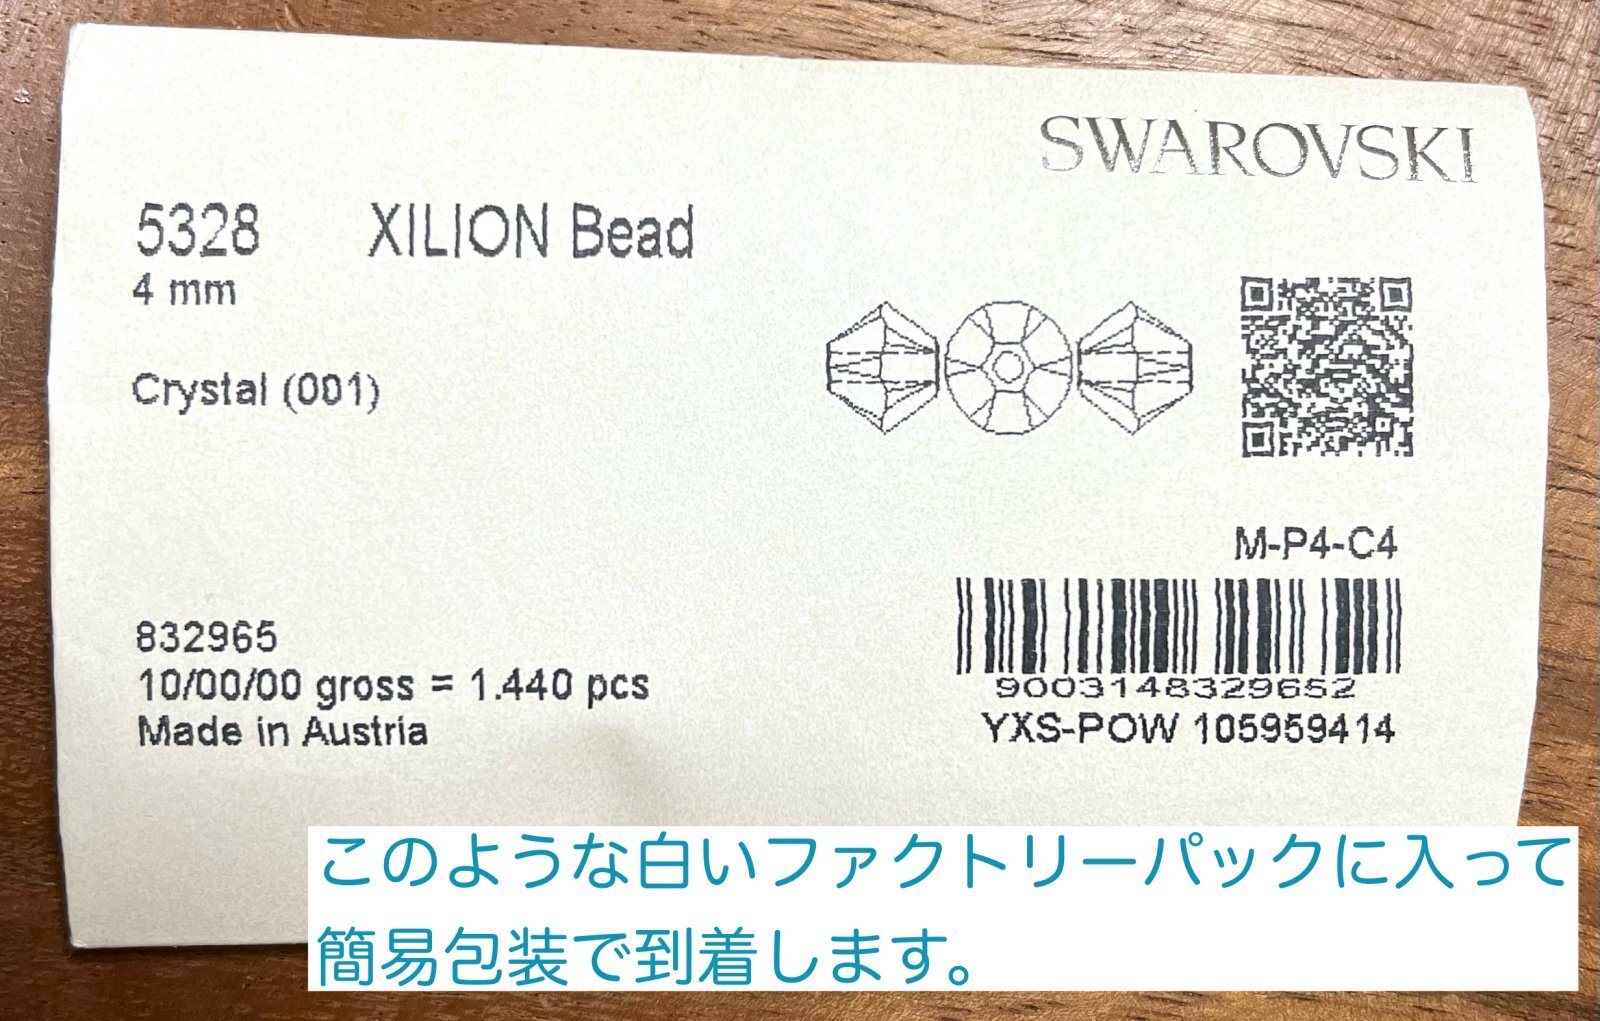 SWAROVSKI
5328 XILION Bead
4 mm
Crystal (001)
M-P4-C4
9003148329652
YXS-POW 105959414
832965
10/00/00 gross = 1.440 pcs
Made in Austria
このような白いファクトリーパックに入って
簡易包装で到着します。